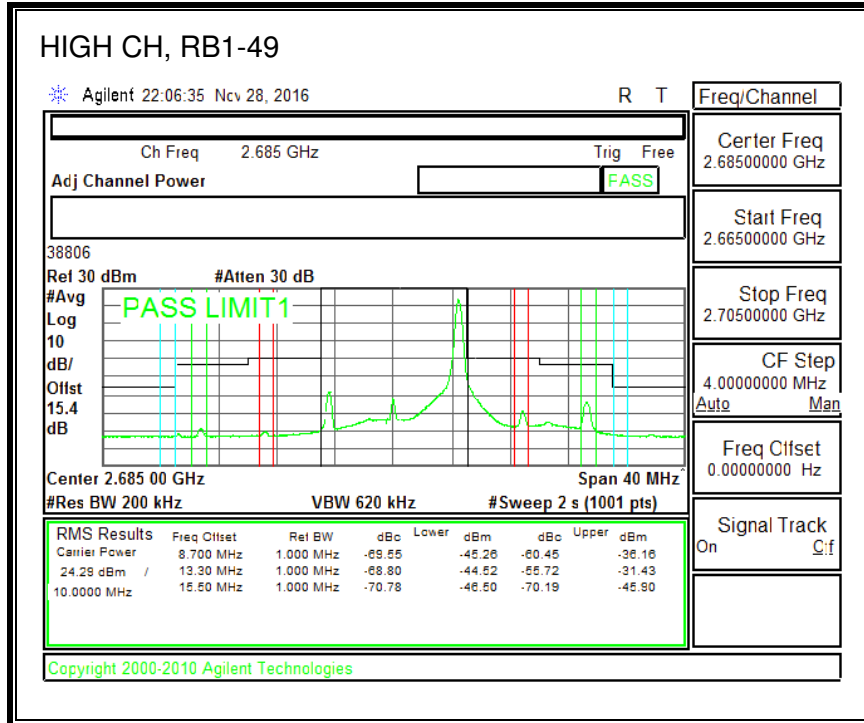 HIGH CH, RB1-49
Agilent 22:06:35 Nov 28, 2016 R T
Freq/Channel
Ch Freq 2.685 GHz Trig Free
Adj Channel Power PASS
Center Freq
2.68500000 GHz
Start Freq
2.66500000 GHz
Stop Freq
2.70500000 GHz
CF Step
4.00000000 MHz
Auto Man
Freq Offset
0.00000000 Hz
Signal Track
On Off
38806
Ref 30 dBm #Atten 30 dB
#Avg
Log
10
dB/
Offst
15.4
dB
PASS LIMIT1
Center 2.685 00 GHz Span 40 MHz^
#Res BW 200 kHz VBW 620 kHz #Sweep 2 s (1001 pts)
RMS Results Freq Offset Ref BW dBc Lower dBm dBc Upper dBm
Carrier Power 8.700 MHz 1.000 MHz -69.55 -45.26 -60.45 -36.16
24.29 dBm / 13.30 MHz 1.000 MHz -68.80 -44.52 -55.72 -31.43
10.0000 MHz 15.50 MHz 1.000 MHz -70.78 -46.50 -70.19 -45.90
Copyright 2000-2010 Agilent Technologies